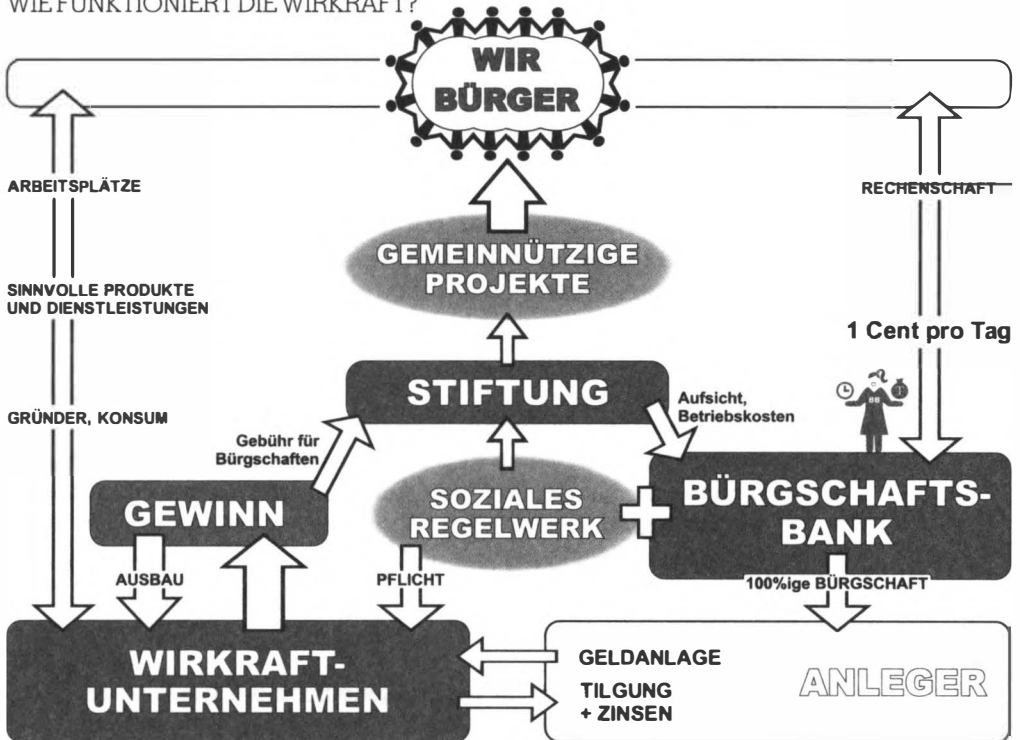 WIE FUNKTIONIERT DIE WIRKRAFT?
WIR
BÜRGER
ARBEITSPLÄTZE
RECHENSCHAFT
GEMEINNÜTZIGE
PROJEKTE
SINNVOLLE PRODUKTE
UND DIENSTLEISTUNGEN
1 Cent pro Tag
STIFTUNG
Aufsicht,
Betriebskosten
BB
GRÜNDER, KONSUM
Gebühr für
Bürgschaften
GEWINN
SOZIALES
REGELWERK
BÜRGSCHAFTS-
BANK
AUSBAU
PFLICHT
100%ige BÜRGSCHAFT
WIRKRAFT-
UNTERNEHMEN
GELDANLAGE
TILGUNG
+ ZINSEN
ANLEGER